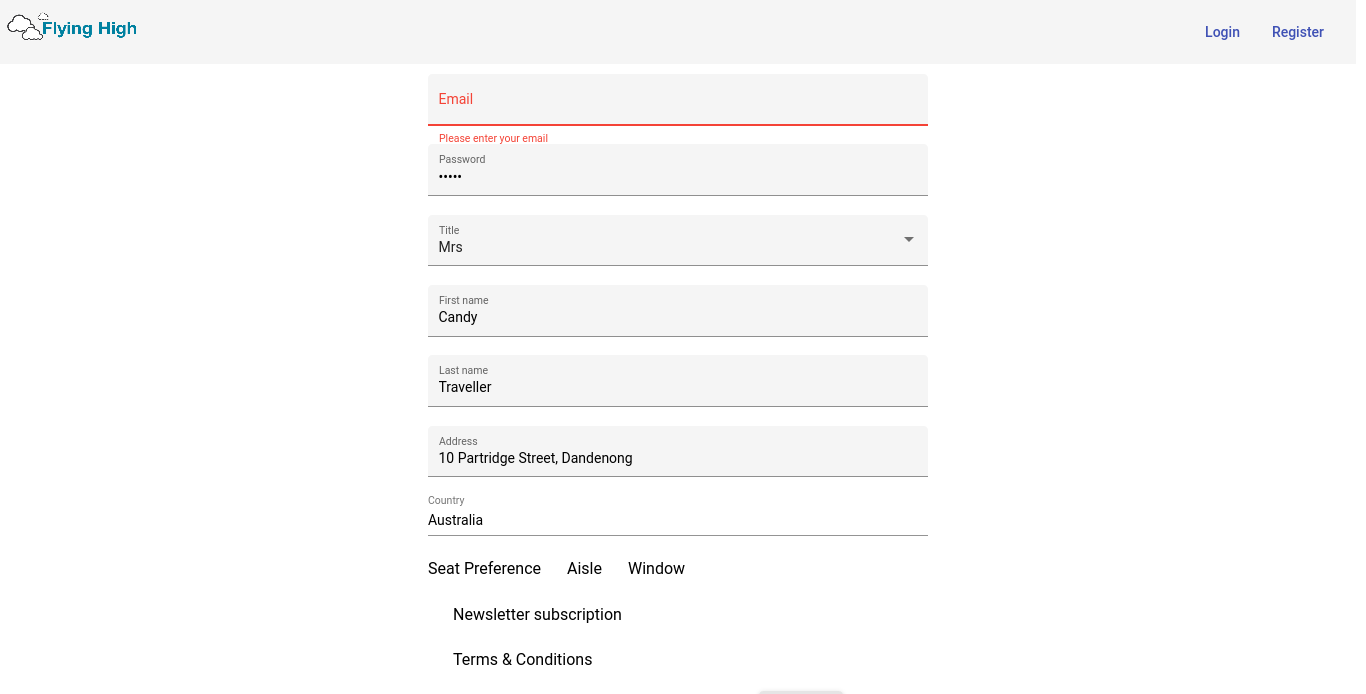 Flying High
Login Register
Email
Please enter your email
Password
•••••
Title
Mrs
First name
Candy
Last name
Traveller
Address
10 Partridge Street, Dandenong
Country
Australia
Seat Preference Aisle Window
Newsletter subscription
Terms & Conditions